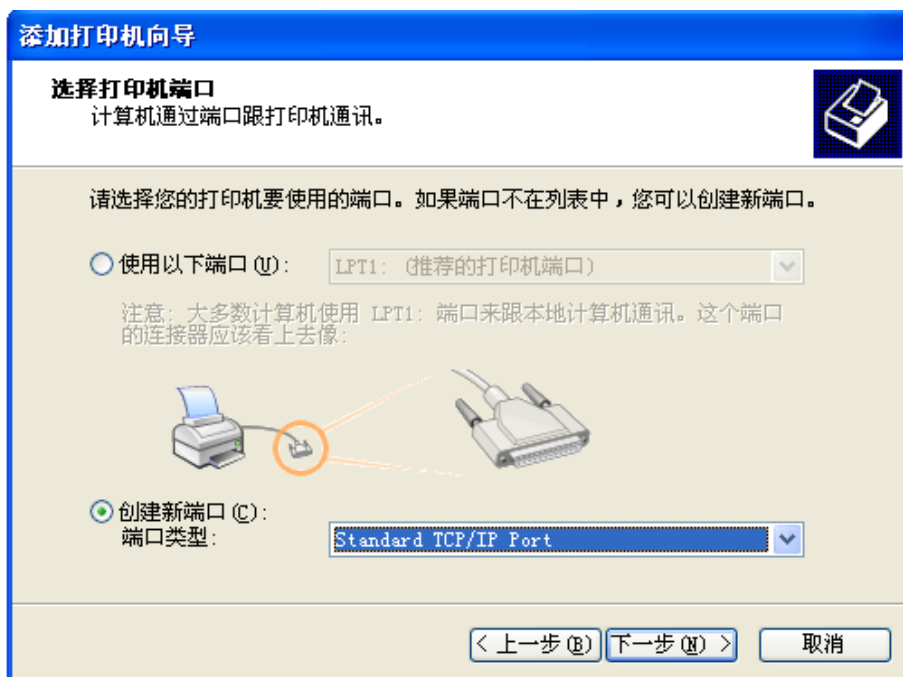 添加打印机向导
选择打印机端口
计算机通过端口跟打印机通讯。
请选择您的打印机要使用的端口。如果端口不在列表中，您可以创建新端口。
使用以下端口(U): LPT1: (推荐的打印机端口)
注意: 大多数计算机使用 LPT1: 端口来跟本地计算机通讯。这个端口
的连接器应该看上去像:
创建新端口(C):
端口类型: Standard TCP/IP Port
< 上一步(B) 下一步(N) > 取消